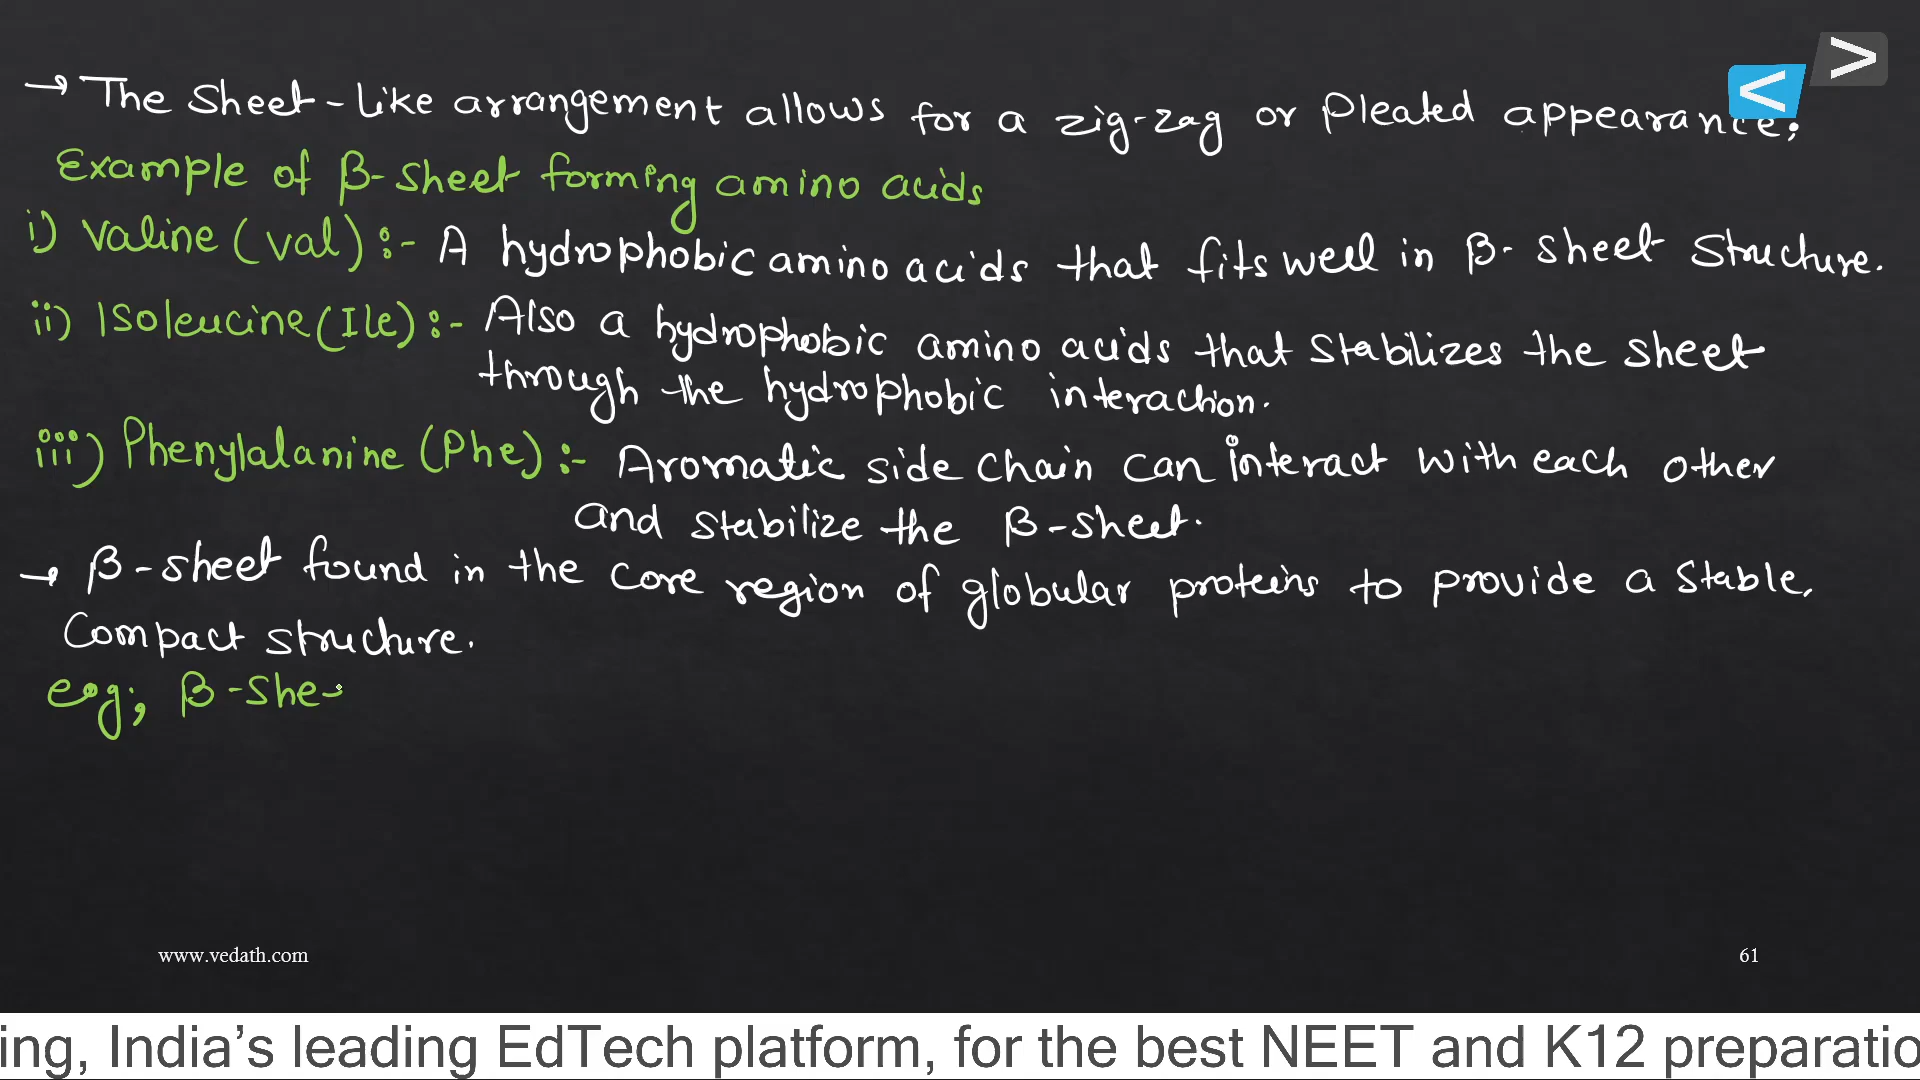 → The sheet-like arrangement allows for a zig-zag or pleated appearance.
Example of β-sheet forming amino acids
i) Valine (val) :- A hydrophobic amino acids that fits well in β-sheet structure.
ii) Isoleucine (Ile) :- Also a hydrophobic amino acids that stabilizes the sheet
through the hydrophobic interaction.
iii) Phenylalanine (Phe) :- Aromatic side chain can interact with each other
and stabilize the β-sheet.
→ β-sheet found in the core region of globular proteins to provide a stable,
compact structure.
eg; β-she
www.vedath.com
61
ing, India’s leading EdTech platform, for the best NEET and K12 preparatio